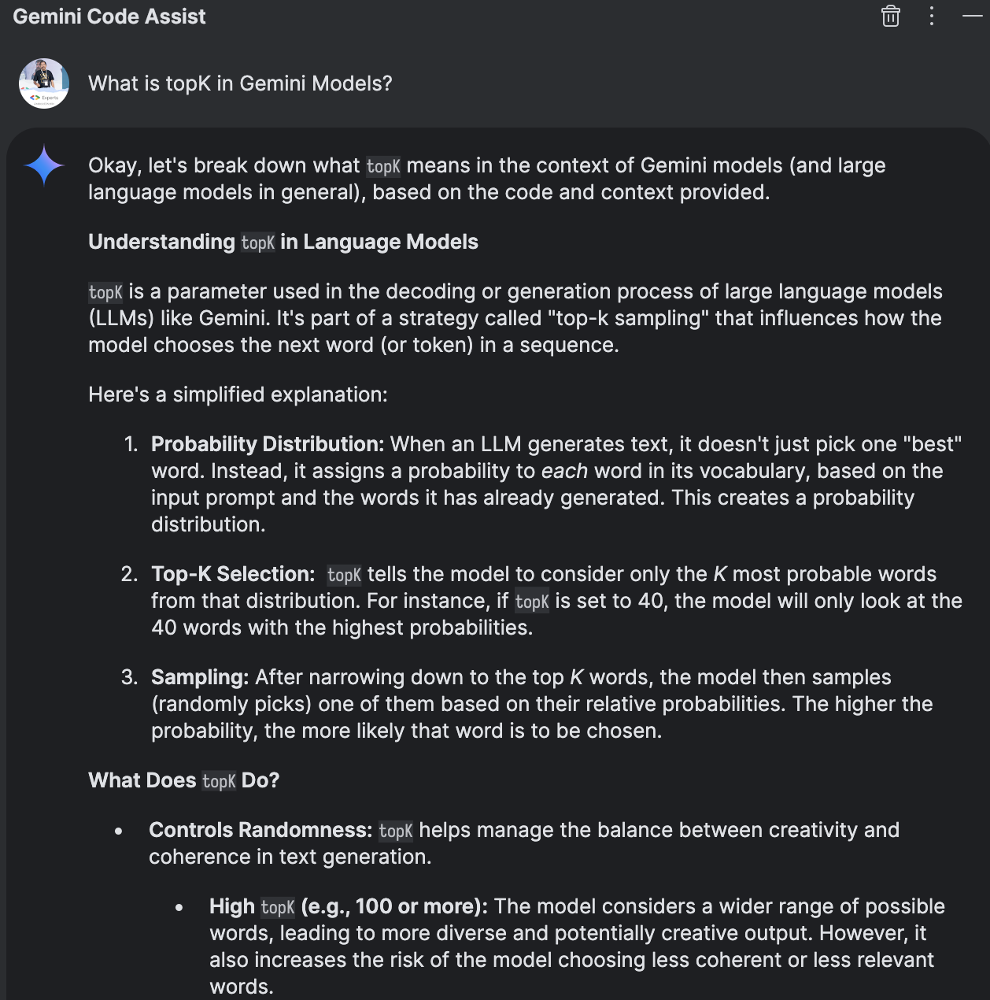 Gemini Code Assist
What is topK in Gemini Models?
Experts
Okay, let's break down what topK means in the context of Gemini models (and large
language models in general), based on the code and context provided.
Understanding topK in Language Models
topK is a parameter used in the decoding or generation process of large language models
(LLMs) like Gemini. It's part of a strategy called "top-k sampling" that influences how the
model chooses the next word (or token) in a sequence.
Here's a simplified explanation:
1. Probability Distribution: When an LLM generates text, it doesn't just pick one "best"
word. Instead, it assigns a probability to each word in its vocabulary, based on the
input prompt and the words it has already generated. This creates a probability
distribution.
2. Top-K Selection: topK tells the model to consider only the K most probable words
from that distribution. For instance, if topK is set to 40, the model will only look at the
40 words with the highest probabilities.
3. Sampling: After narrowing down to the top K words, the model then samples
(randomly picks) one of them based on their relative probabilities. The higher the
probability, the more likely that word is to be chosen.
What Does topK Do?
• Controls Randomness: topK helps manage the balance between creativity and
coherence in text generation.
• High topK (e.g., 100 or more): The model considers a wider range of possible
words, leading to more diverse and potentially creative output. However, it
also increases the risk of the model choosing less coherent or less relevant
words.